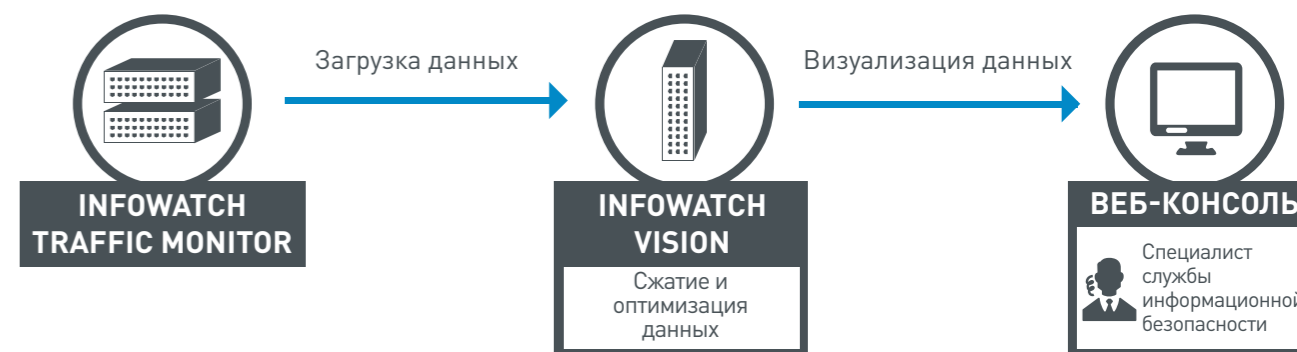 Загрузка данных
Визуализация данных
INFOWATCH
TRAFFIC MONITOR
INFOWATCH
VISION
Сжатие и
оптимизация
данных
ВЕБ-КОНСОЛЬ
Специалист
службы
информационной
безопасности